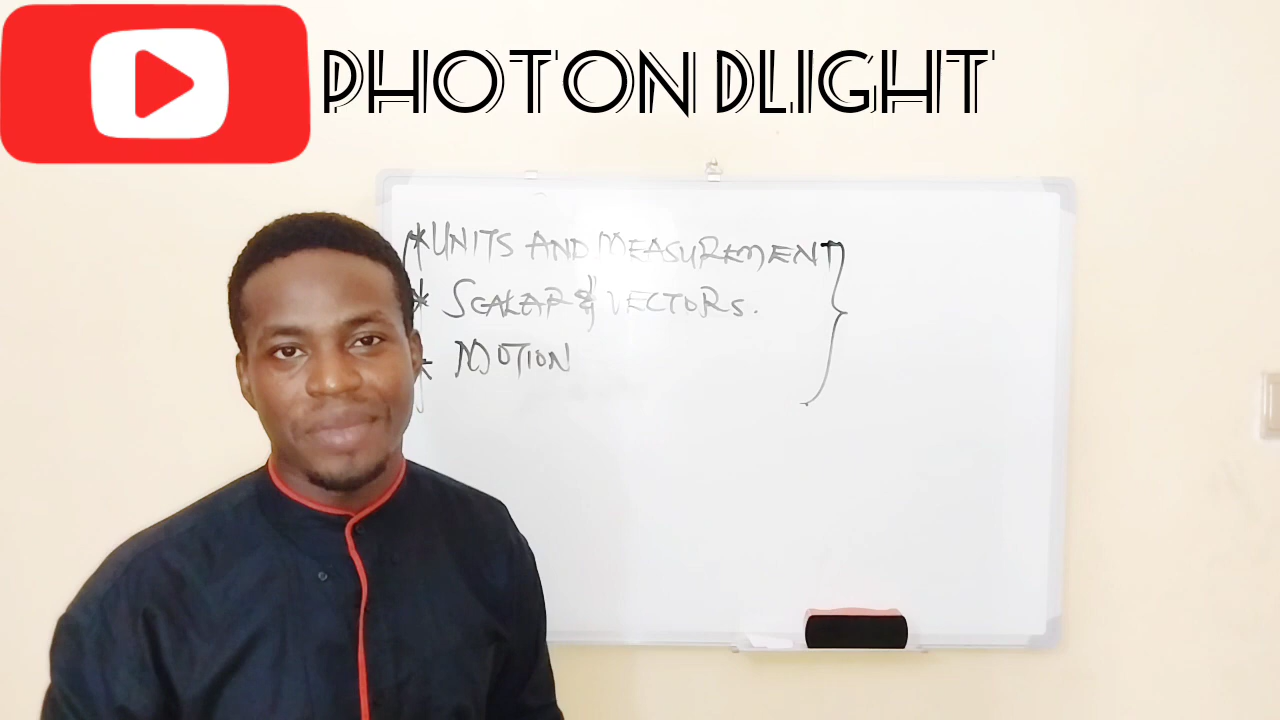 PHOTON DLIGHT
* UNITS AND MEASUREMENT
* SCALAR & VECTORS.
* MOTION